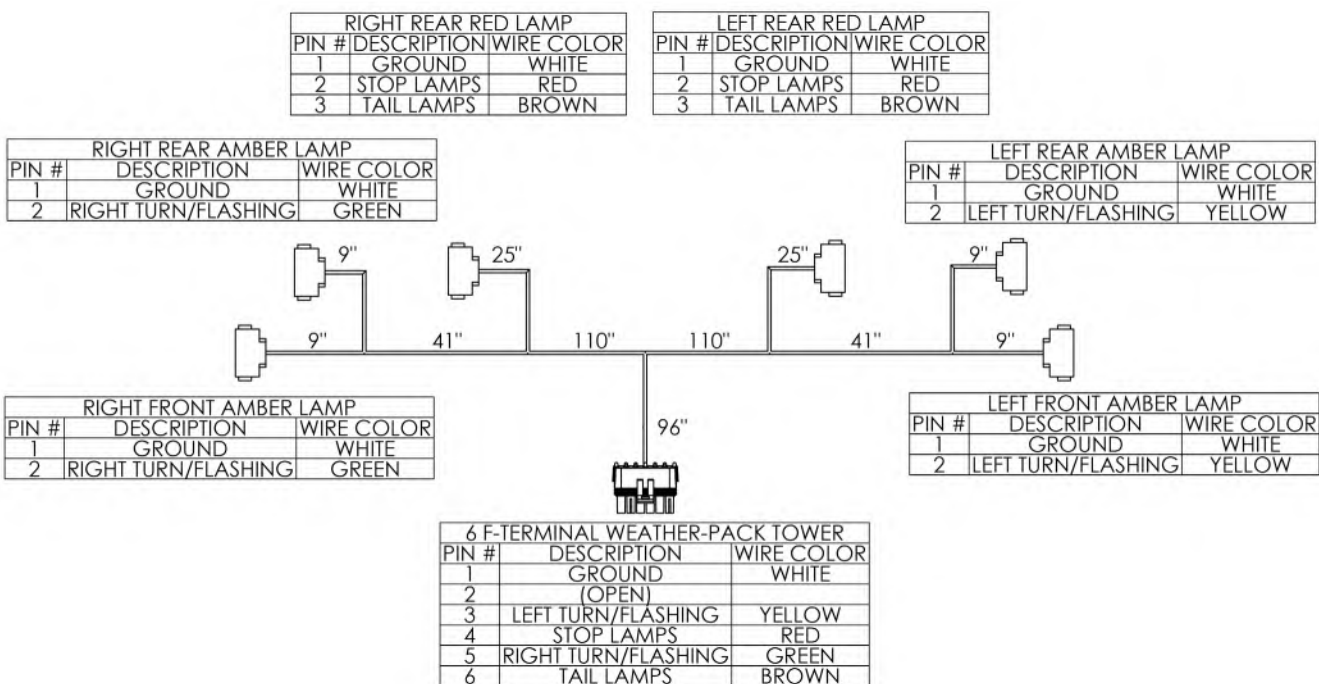 RIGHT REAR RED LAMP
PIN # DESCRIPTION WIRE COLOR
1 GROUND WHITE
2 STOP LAMPS RED
3 TAIL LAMPS BROWN
LEFT REAR RED LAMP
PIN # DESCRIPTION WIRE COLOR
1 GROUND WHITE
2 STOP LAMPS RED
3 TAIL LAMPS BROWN
RIGHT REAR AMBER LAMP
PIN # DESCRIPTION WIRE COLOR
1 GROUND WHITE
2 RIGHT TURN/FLASHING GREEN
LEFT REAR AMBER LAMP
PIN # DESCRIPTION WIRE COLOR
1 GROUND WHITE
2 LEFT TURN/FLASHING YELLOW
9" 25" 25" 9"
9" 41" 110" 110" 41" 9"
RIGHT FRONT AMBER LAMP
PIN # DESCRIPTION WIRE COLOR
1 GROUND WHITE
2 RIGHT TURN/FLASHING GREEN
96"
LEFT FRONT AMBER LAMP
PIN # DESCRIPTION WIRE COLOR
1 GROUND WHITE
2 LEFT TURN/FLASHING YELLOW
6 F-TERMINAL WEATHER-PACK TOWER
PIN # DESCRIPTION WIRE COLOR
1 GROUND WHITE
2 (OPEN)
3 LEFT TURN/FLASHING YELLOW
4 STOP LAMPS RED
5 RIGHT TURN/FLASHING GREEN
6 TAIL LAMPS BROWN